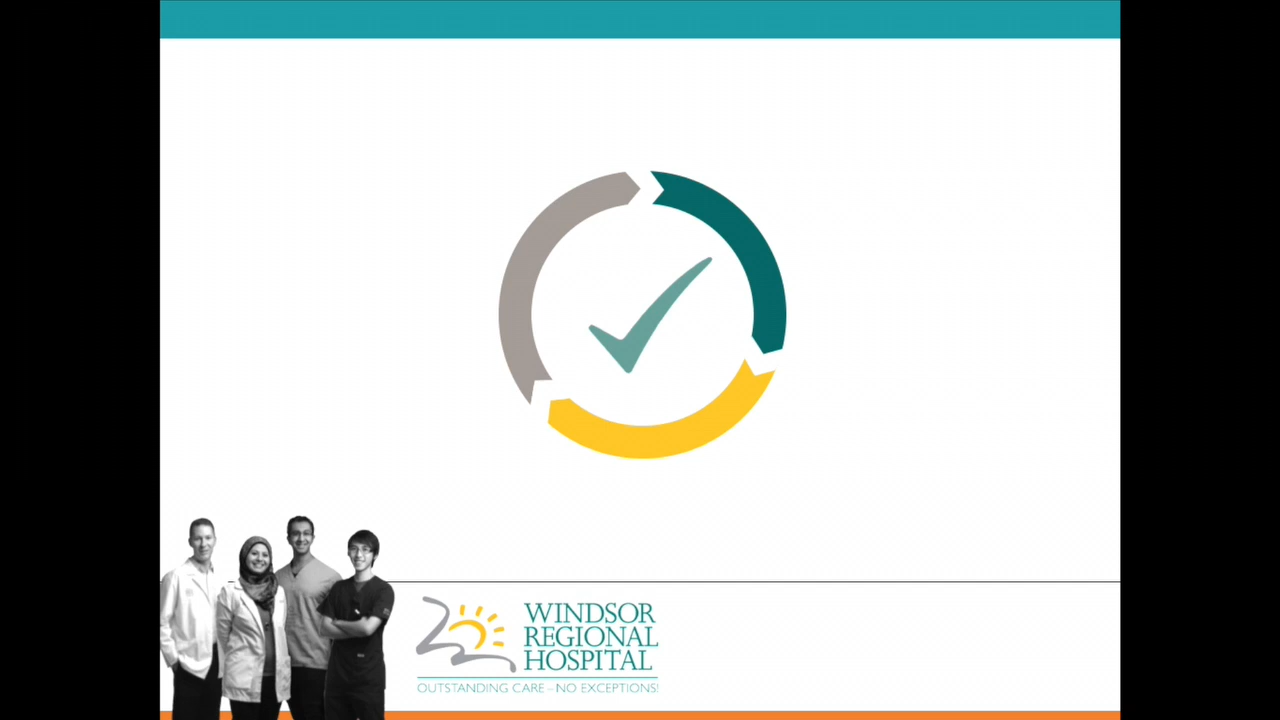 WINDSOR
REGIONAL
HOSPITAL
OUTSTANDING CARE – NO EXCEPTIONS!